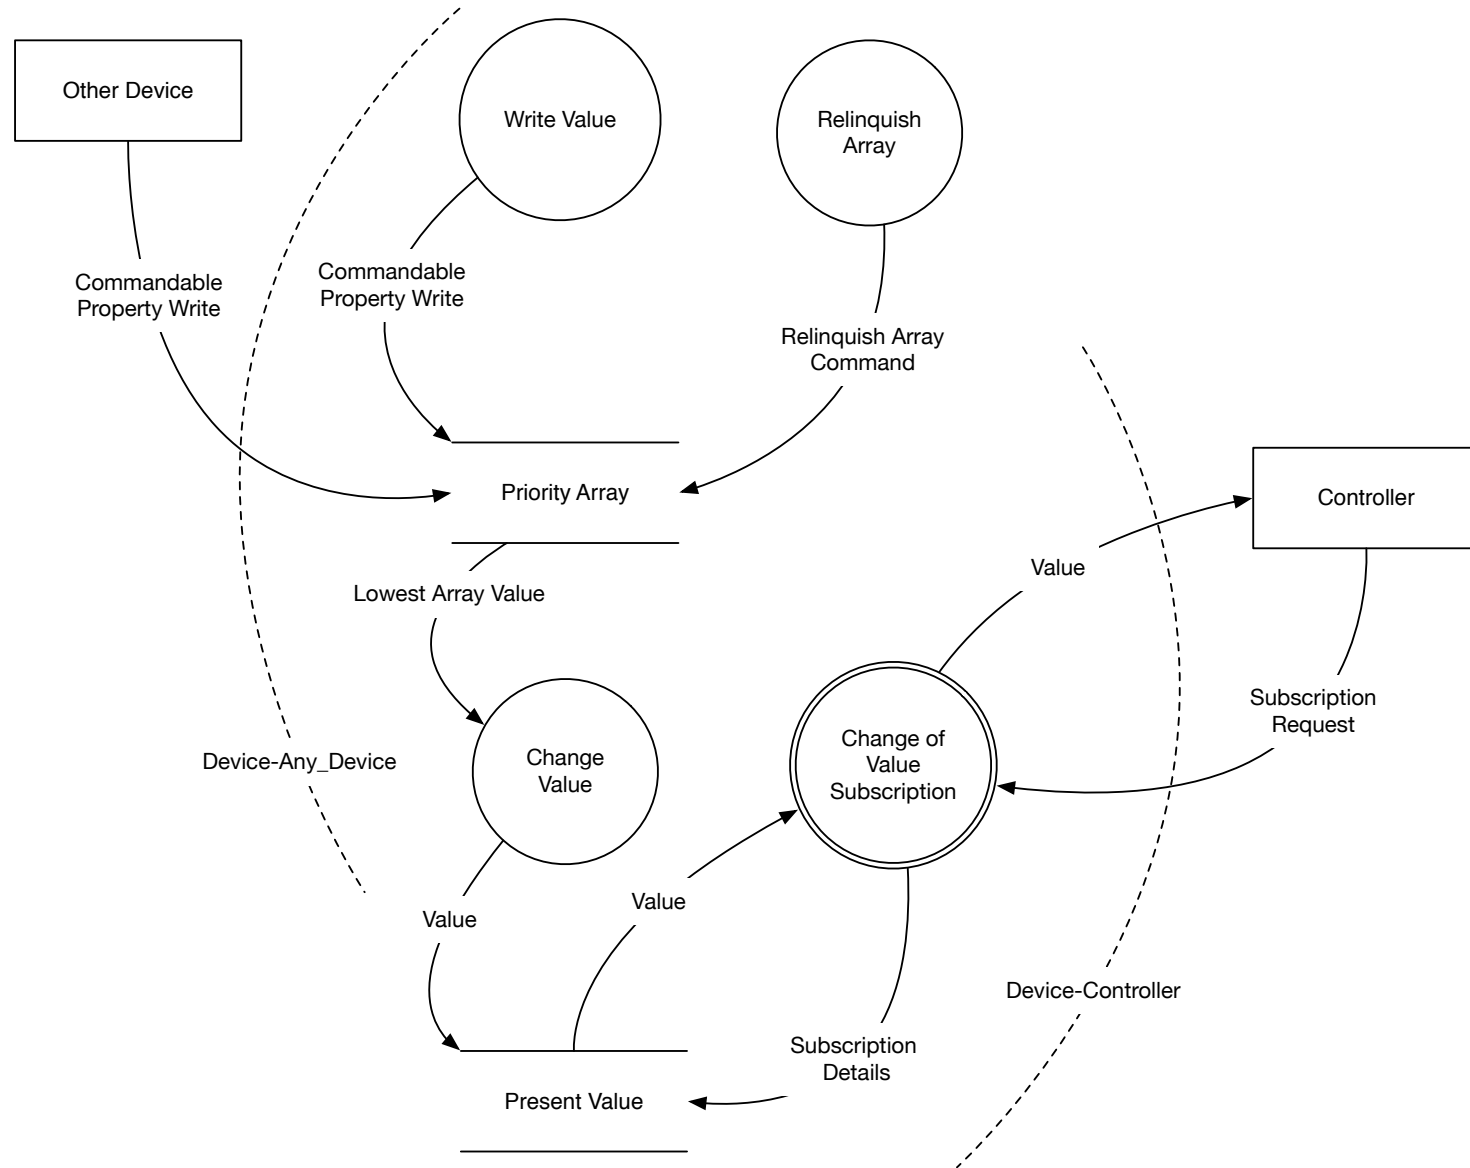 Other Device
Write Value
Relinquish
Array
Commandable
Property Write
Commandable
Property Write
Relinquish Array
Command
Priority Array
Controller
Value
Lowest Array Value
Subscription
Request
Change of
Value
Subscription
Device-Any_Device
Change
Value
Value
Value
Device-Controller
Subscription
Details
Present Value